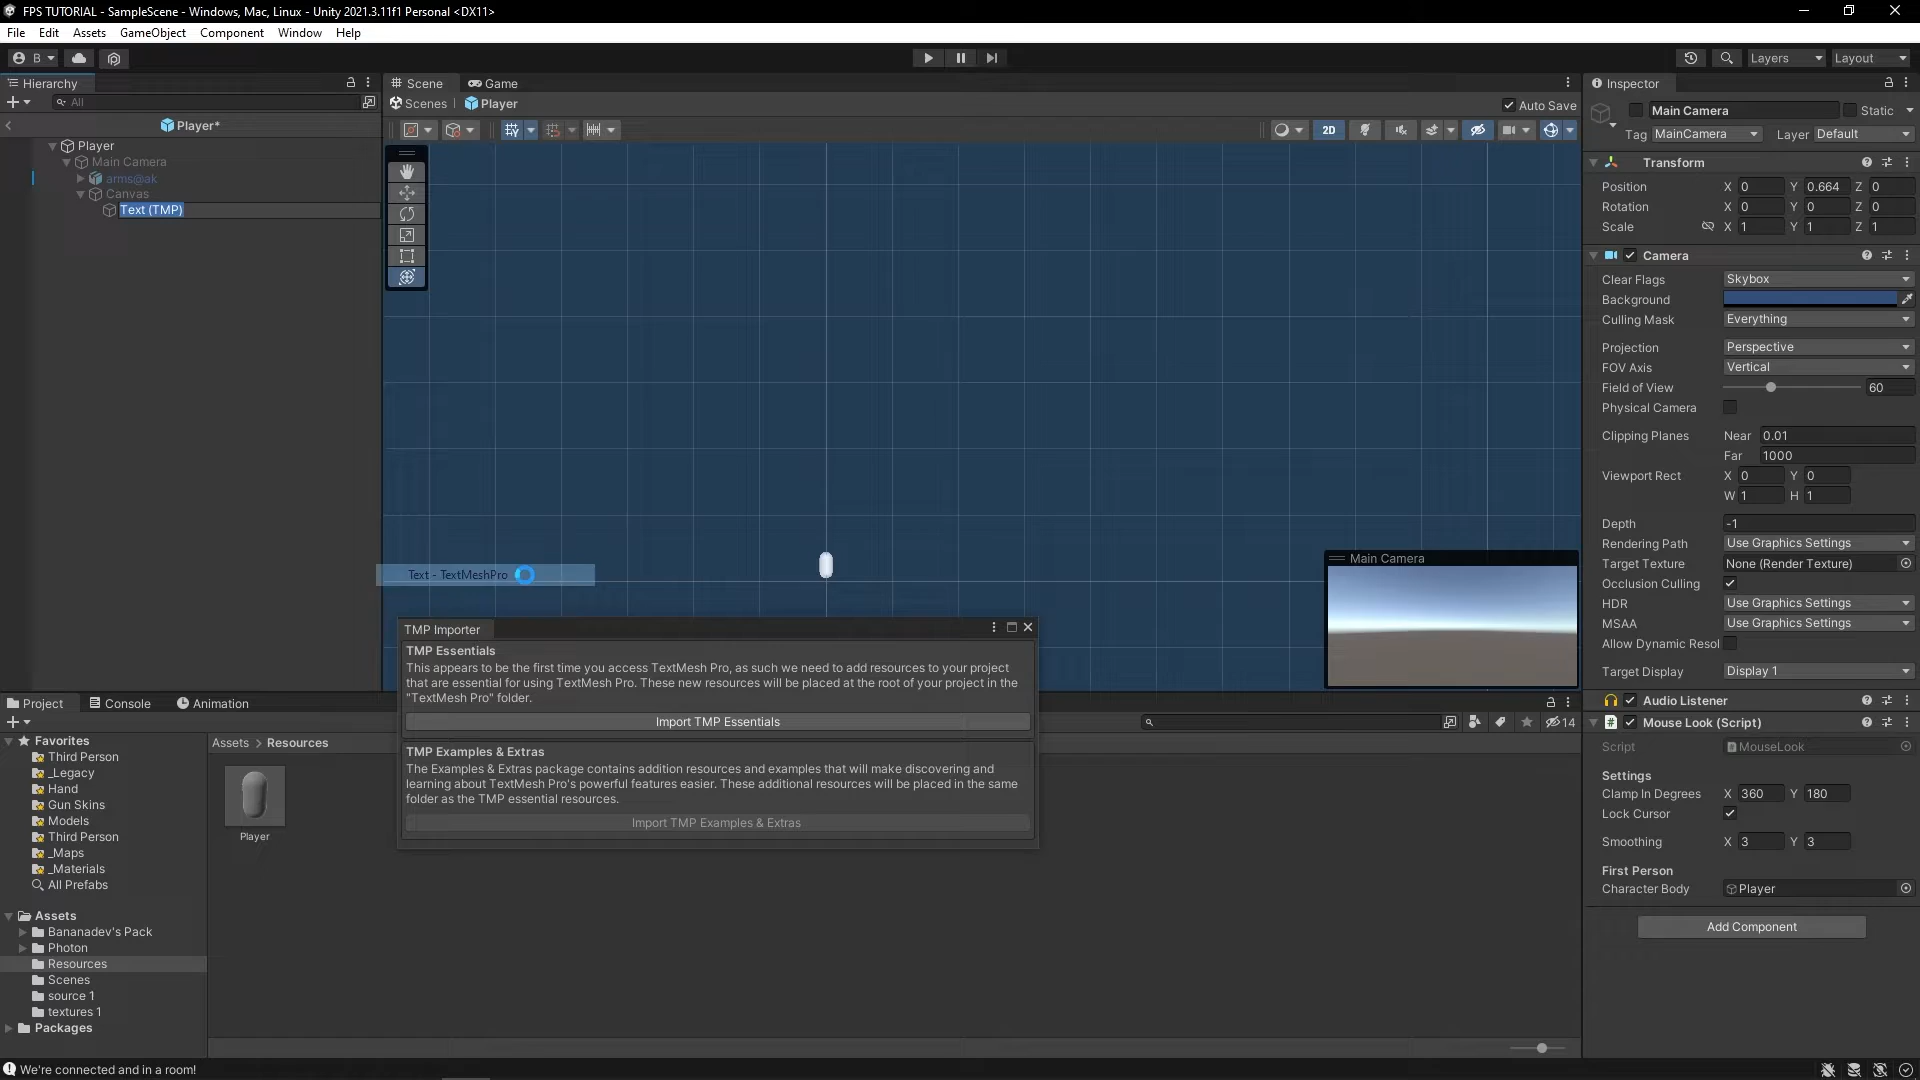 FPS TUTORIAL - SampleScene - Windows, Mac, Linux - Unity 2021.3.11f1 Personal <DX11>
File Edit Assets GameObject Component Window Help
B
Layers Layout
Hierarchy
All
Player*
Player
Main Camera
arms@ak
Canvas
Text (TMP)
Scene Game
Scenes Player
Auto Save
2D
Text - TextMeshPro
Main Camera
TMP Importer
TMP Essentials
This appears to be the first time you access TextMesh Pro, as such we need to add resources to your project
that are essential for using TextMesh Pro. These new resources will be placed at the root of your project in the
"TextMesh Pro" folder.
Import TMP Essentials
TMP Examples & Extras
The Examples & Extras package contains addition resources and examples that will make discovering and
learning about TextMesh Pro's powerful features easier. These additional resources will be placed in the same
folder as the TMP essential resources.
Import TMP Examples & Extras
Inspector
Main Camera Static
Tag MainCamera Layer Default
Transform
Position X 0 Y 0.664 Z 0
Rotation X 0 Y 0 Z 0
Scale X 1 Y 1 Z 1
Camera
Clear Flags Skybox
Background
Culling Mask Everything
Projection Perspective
FOV Axis Vertical
Field of View 60
Physical Camera
Clipping Planes Near 0.01
Far 1000
Viewport Rect X 0 Y 0
W 1 H 1
Depth -1
Rendering Path Use Graphics Settings
Target Texture None (Render Texture)
Occlusion Culling
HDR Use Graphics Settings
MSAA Use Graphics Settings
Allow Dynamic Resol
Target Display Display 1
Audio Listener
# Mouse Look (Script)
Script MouseLook
Settings
Clamp In Degrees X 360 Y 180
Lock Cursor
Smoothing X 3 Y 3
First Person
Character Body Player
Add Component
Project Console Animation
14
Favorites
Third Person
_Legacy
Hand
Gun Skins
Models
Third Person
_Maps
_Materials
All Prefabs
Assets
Bananadev's Pack
Photon
Resources
Scenes
source 1
textures 1
Packages
Assets > Resources
Player
We're connected and in a room!